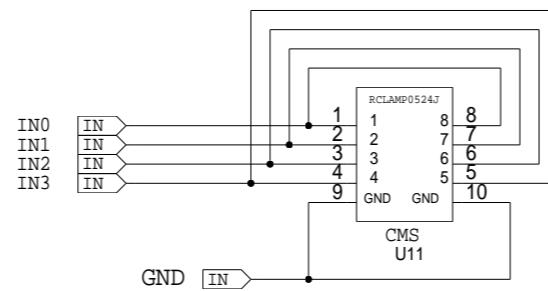 RCLAMP0524J
1 1 8 8
IN0 IN
2 2 7 7
IN1 IN
3 3 6 6
IN2 IN
4 4 5 5
IN3 IN
9 GND GND 10
CMS
U11
GND IN